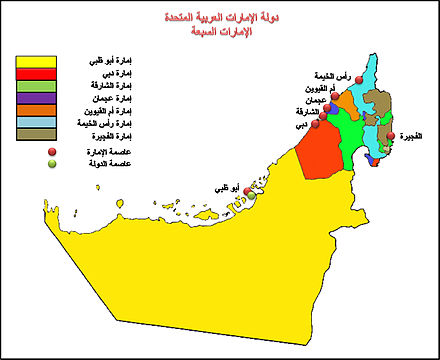 دولة الإمارات العربية المتحدة
الإمارات السبعة
إمارة أبو ظبي
إمارة دبي
إمارة الشارقة
إمارة عجمان
إمارة أم القيوين
إمارة رأس الخيمة
إمارة الفجيرة
عاصمة الإمارة
عاصمة الدولة
رأس الخيمة
أم القيوين
عجمان
الشارقة
دبي
الفجيرة
أبو ظبي